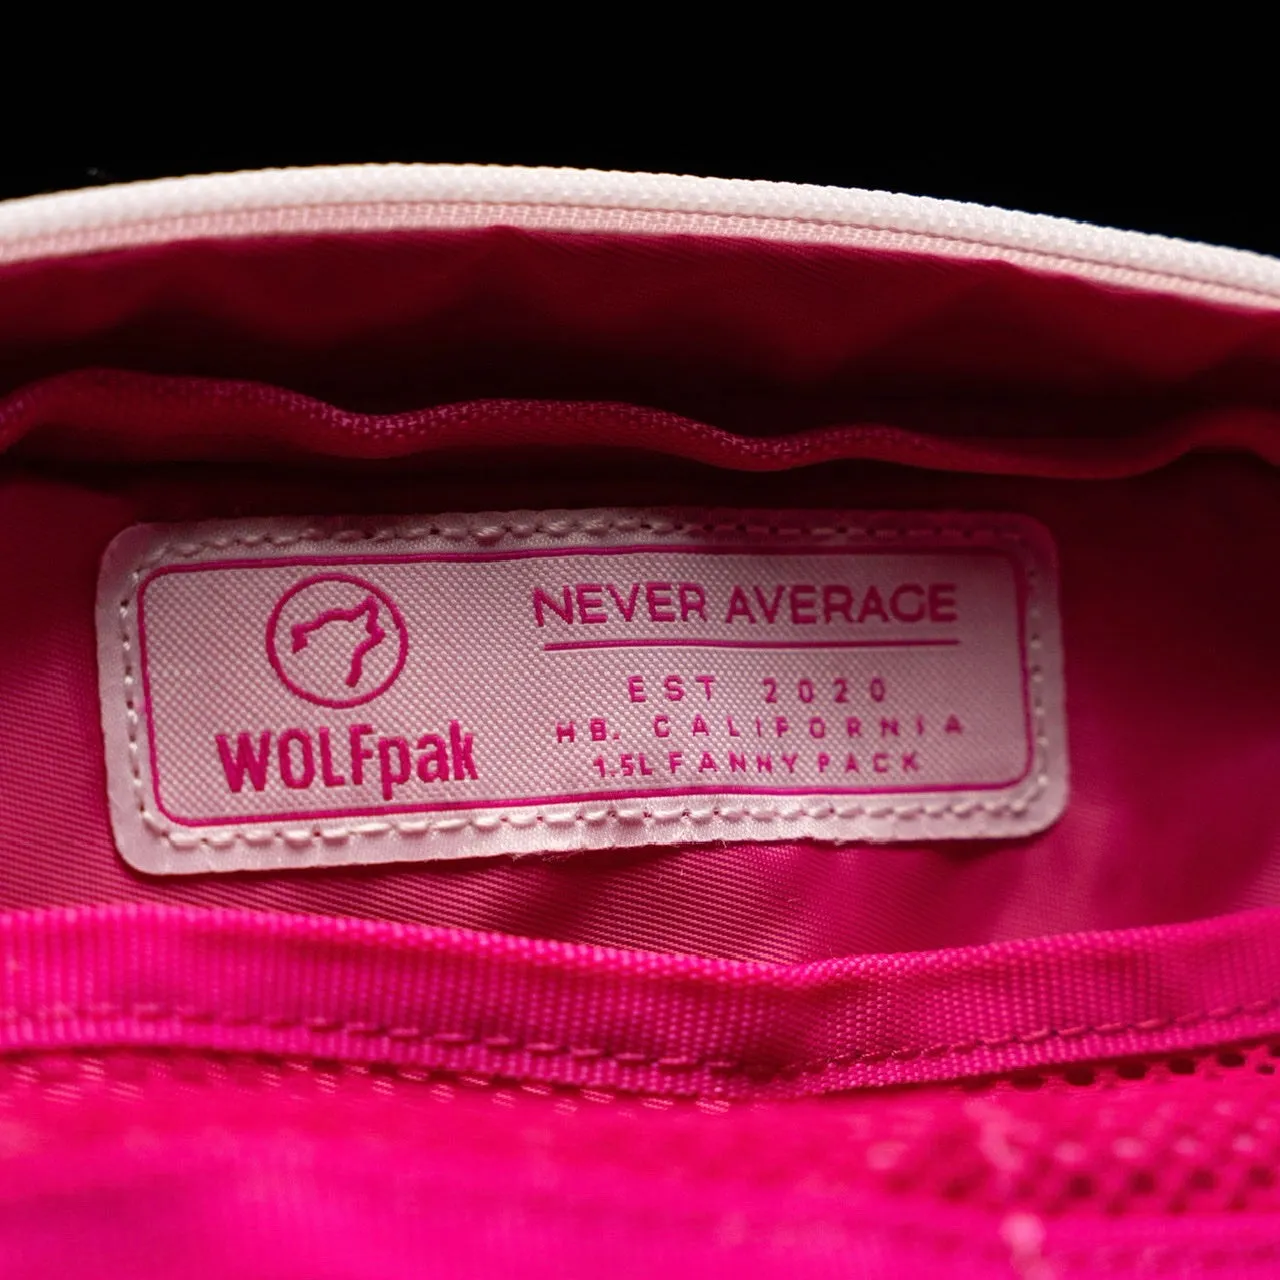 WOLFpak
NEVER AVERAGE
EST 2020
HB. CALIFORNIA
1.5L FANNY PACK